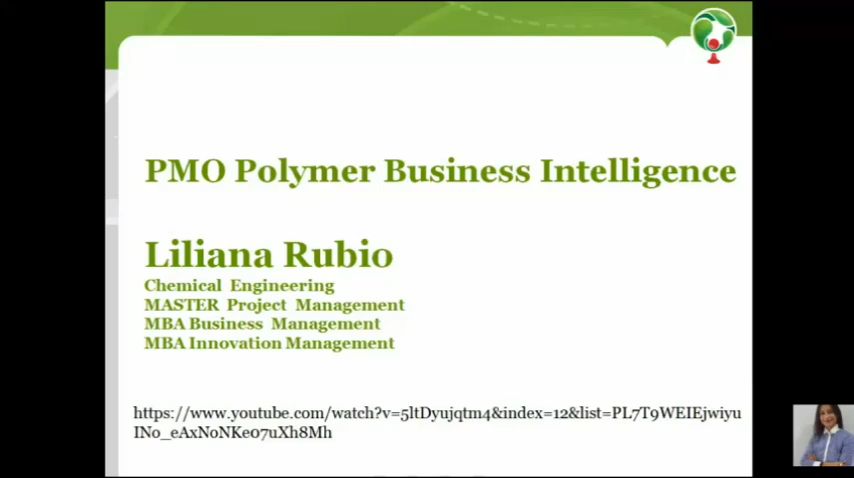 PMO Polymer Business Intelligence
Liliana Rubio
Chemical Engineering
MASTER Project Management
MBA Business Management
MBA Innovation Management
https://www.youtube.com/watch?v=5ltDyujqtm4&index=12&list=PL7T9WEIEjwiyu
INo_eAxNoNKe07uXh8Mh